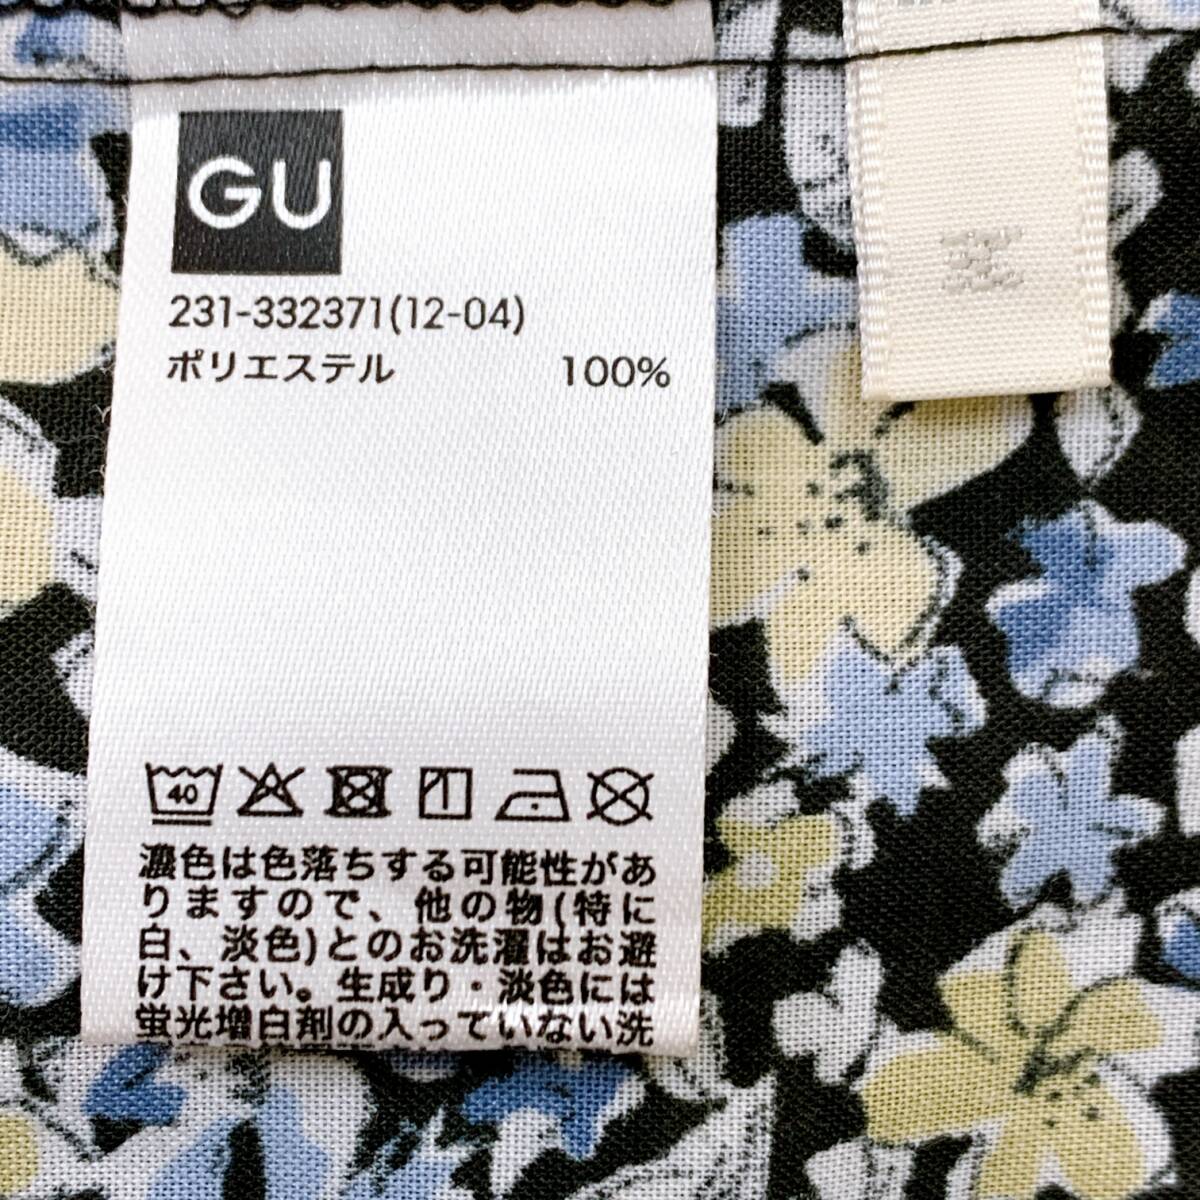 GU
231-332371(12-04)
ポリエステル 100%
40
濃色は色落ちする可能性があ
りますので、他の物(特に
白、淡色)とのお洗濯はお避
け下さい。生成り・淡色には
蛍光増白剤の入っていない洗